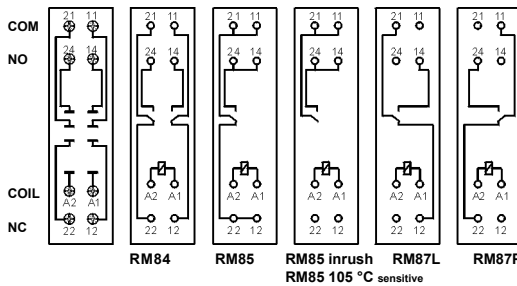 COM 21 11 21 11 21 11 21 11 21 11 21 11
NO 24 14 24 14 24 14 24 14 24 14 24 14
COIL A2 A1 A2 A1 A2 A1 A2 A1 A2 A1 A2 A1
NC 22 12 22 12 22 12 22 12 22 12 22 12
RM84 RM85 RM85 inrush RM87L RM87P
RM85 105 °C sensitive